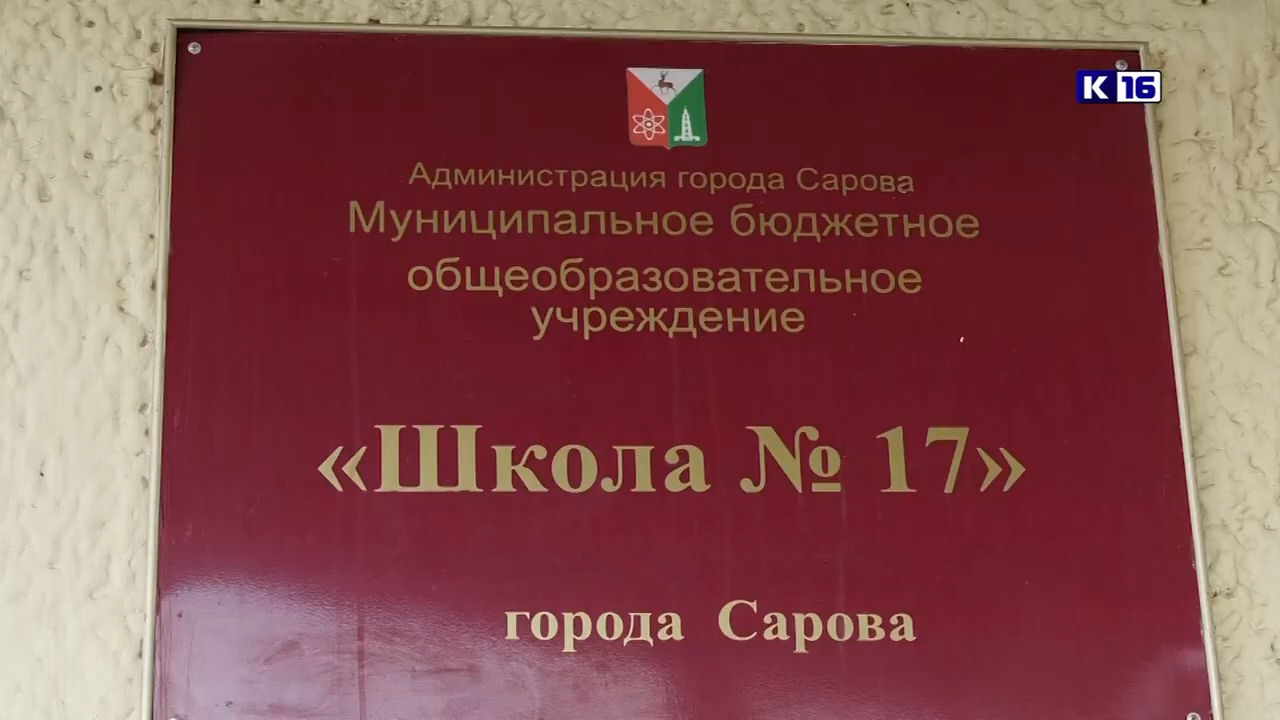 К 16
Администрация города Сарова
Муниципальное бюджетное
общеобразовательное
учреждение
«Школа № 17»
города Сарова